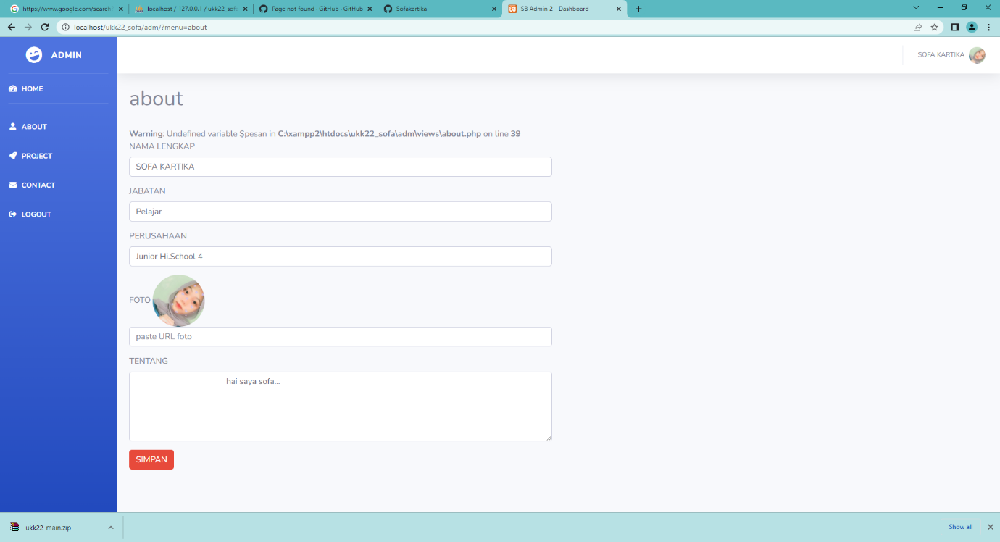 https://www.google.com/search?
localhost / 127.0.0.1 / ukk22_sofa
Page not found · GitHub · GitHub
Sofakartika
SB Admin 2 - Dashboard
localhost/ukk22_sofa/adm/?menu=about
ADMIN
SOFA KARTIKA
HOME
ABOUT
PROJECT
CONTACT
LOGOUT
about
Warning: Undefined variable $pesan in C:\xampp2\htdocs\ukk22_sofa\adm\views\about.php on line 39
NAMA LENGKAP
SOFA KARTIKA
JABATAN
Pelajar
PERUSAHAAN
Junior Hi.School 4
FOTO
paste URL foto
TENTANG
hai saya sofa...
SIMPAN
ukk22-main.zip
Show all